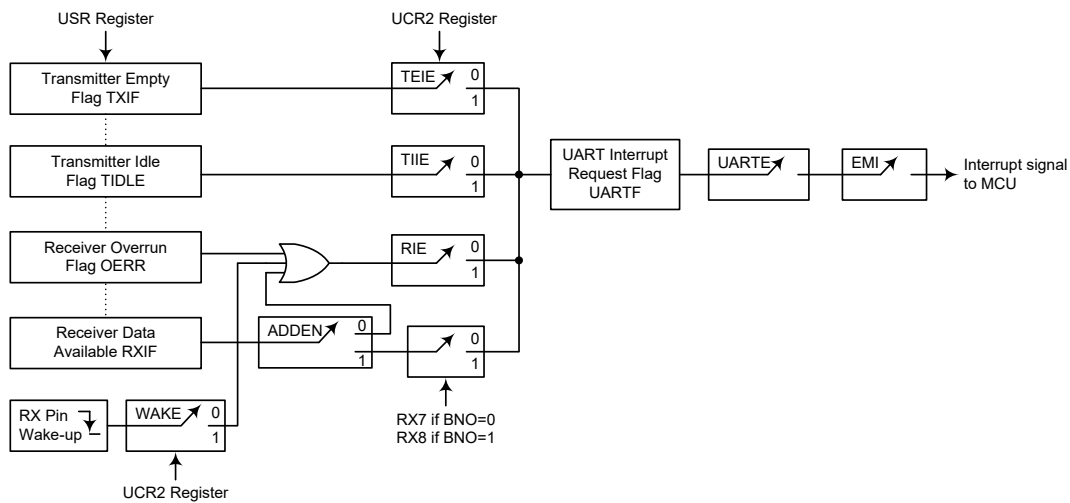 USR Register
UCR2 Register
Transmitter Empty
Flag TXIF
TEIE
0
1
Transmitter Idle
Flag TIDLE
TIIE
0
1
UART Interrupt
Request Flag
UARTF
UARTE
EMI
Interrupt signal
to MCU
Receiver Overrun
Flag OERR
RIE
0
1
Receiver Data
Available RXIF
ADDEN
0
1
0
1
RX7 if BNO=0
RX8 if BNO=1
RX Pin
Wake-up
WAKE
0
1
UCR2 Register